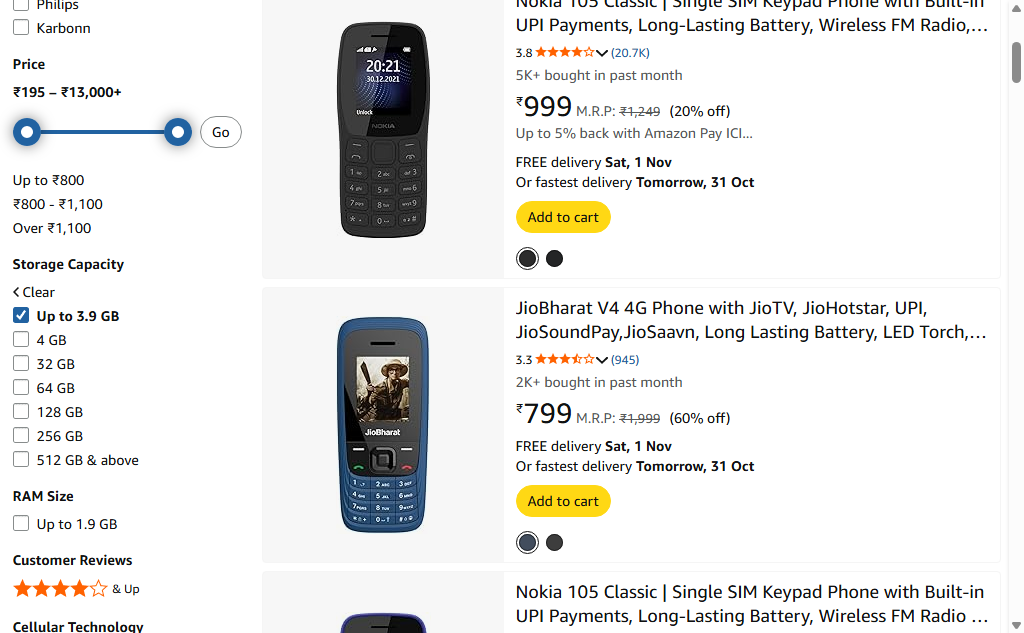 Philips
Karbonn
Price
₹195 – ₹13,000+
Go
Up to ₹800
₹800 - ₹1,100
Over ₹1,100
Storage Capacity
Clear
Up to 3.9 GB
4 GB
32 GB
64 GB
128 GB
256 GB
512 GB & above
RAM Size
Up to 1.9 GB
Customer Reviews
& Up
Cellular Technology
20:21
30.12.2021
Unlock
NOKIA
Nokia 105 Classic | Single SIM Keypad Phone with Built-in
UPI Payments, Long-Lasting Battery, Wireless FM Radio,...
3.8 (20.7K)
5K+ bought in past month
₹999 M.R.P: ₹1,249 (20% off)
Up to 5% back with Amazon Pay ICI...
FREE delivery Sat, 1 Nov
Or fastest delivery Tomorrow, 31 Oct
Add to cart
JioBharat
JioBharat V4 4G Phone with JioTV, JioHotstar, UPI,
JioSoundPay,JioSaavn, Long Lasting Battery, LED Torch,...
3.3 (945)
2K+ bought in past month
₹799 M.R.P: ₹1,999 (60% off)
FREE delivery Sat, 1 Nov
Or fastest delivery Tomorrow, 31 Oct
Add to cart
Nokia 105 Classic | Single SIM Keypad Phone with Built-in
UPI Payments, Long-Lasting Battery, Wireless FM Radio ...